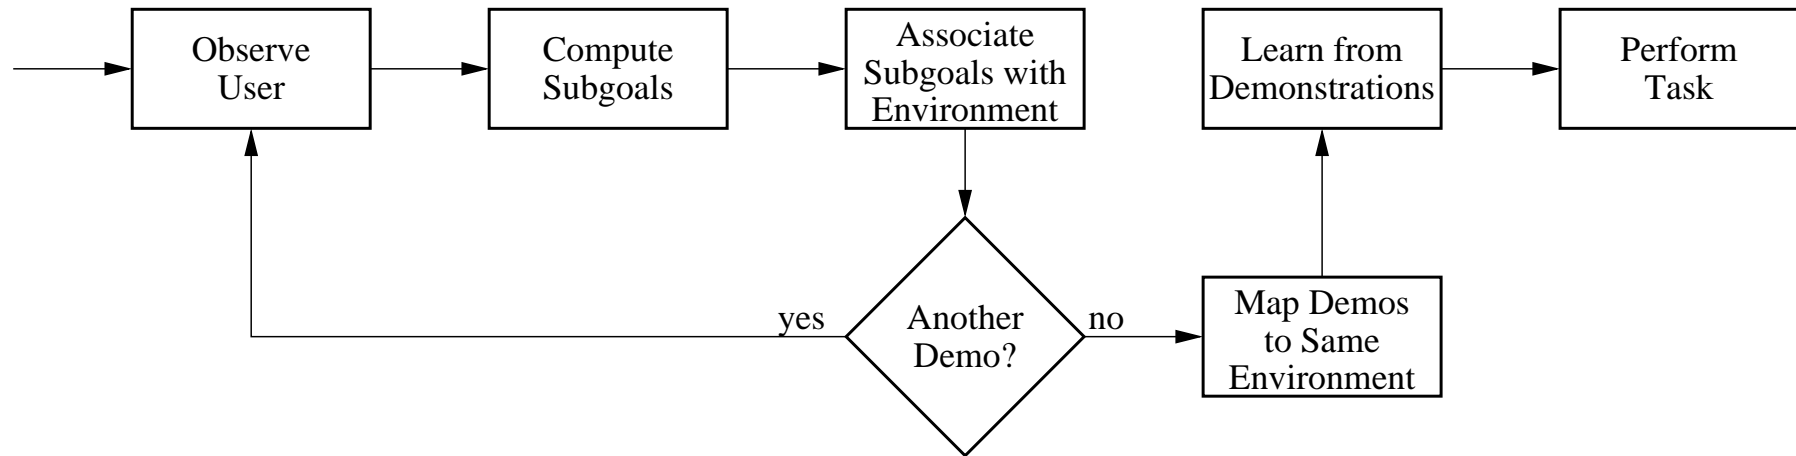 Observe
User
Compute
Subgoals
Associate
Subgoals with
Environment
Learn from
Demonstrations
Perform
Task
yes
Another
Demo?
no
Map Demos
to Same
Environment